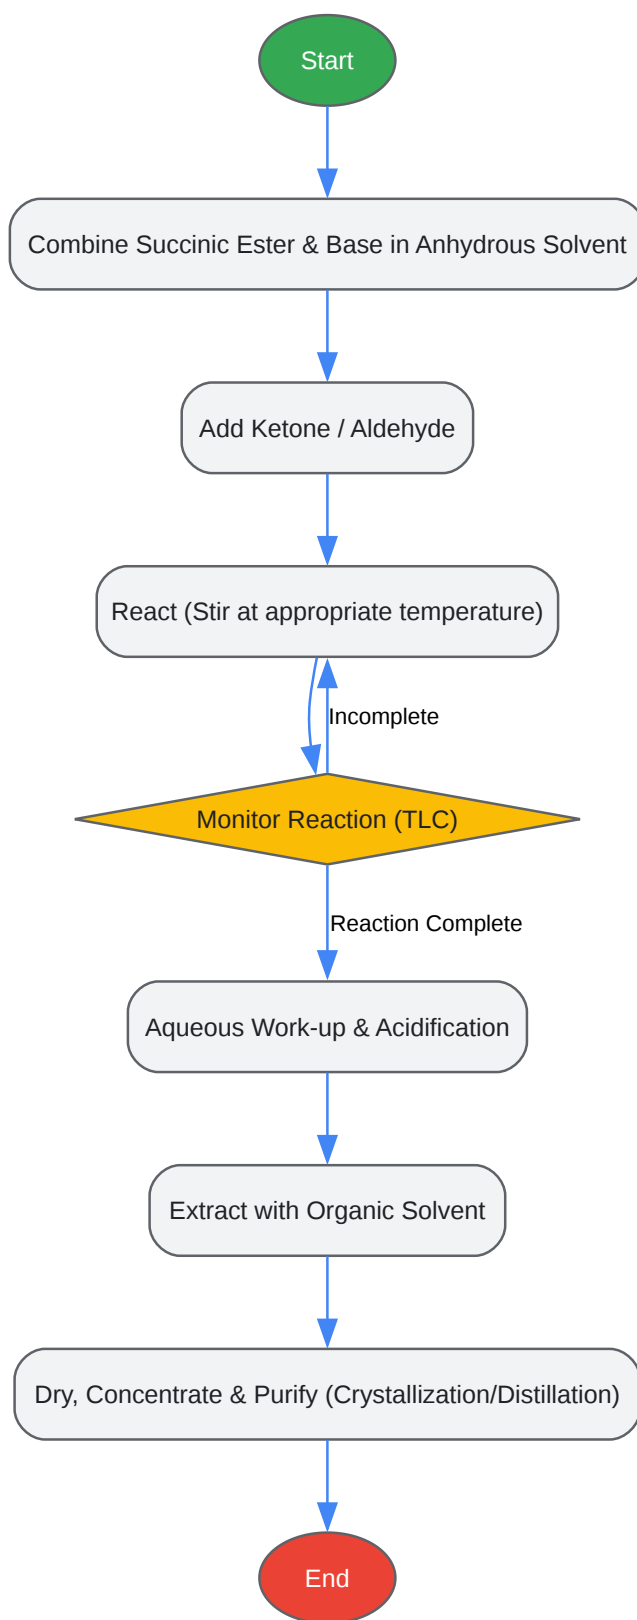 Start
Combine Succinic Ester & Base in Anhydrous Solvent
Add Ketone / Aldehyde
React (Stir at appropriate temperature)
Incomplete
Monitor Reaction (TLC)
Reaction Complete
Aqueous Work-up & Acidification
Extract with Organic Solvent
Dry, Concentrate & Purify (Crystallization/Distillation)
End